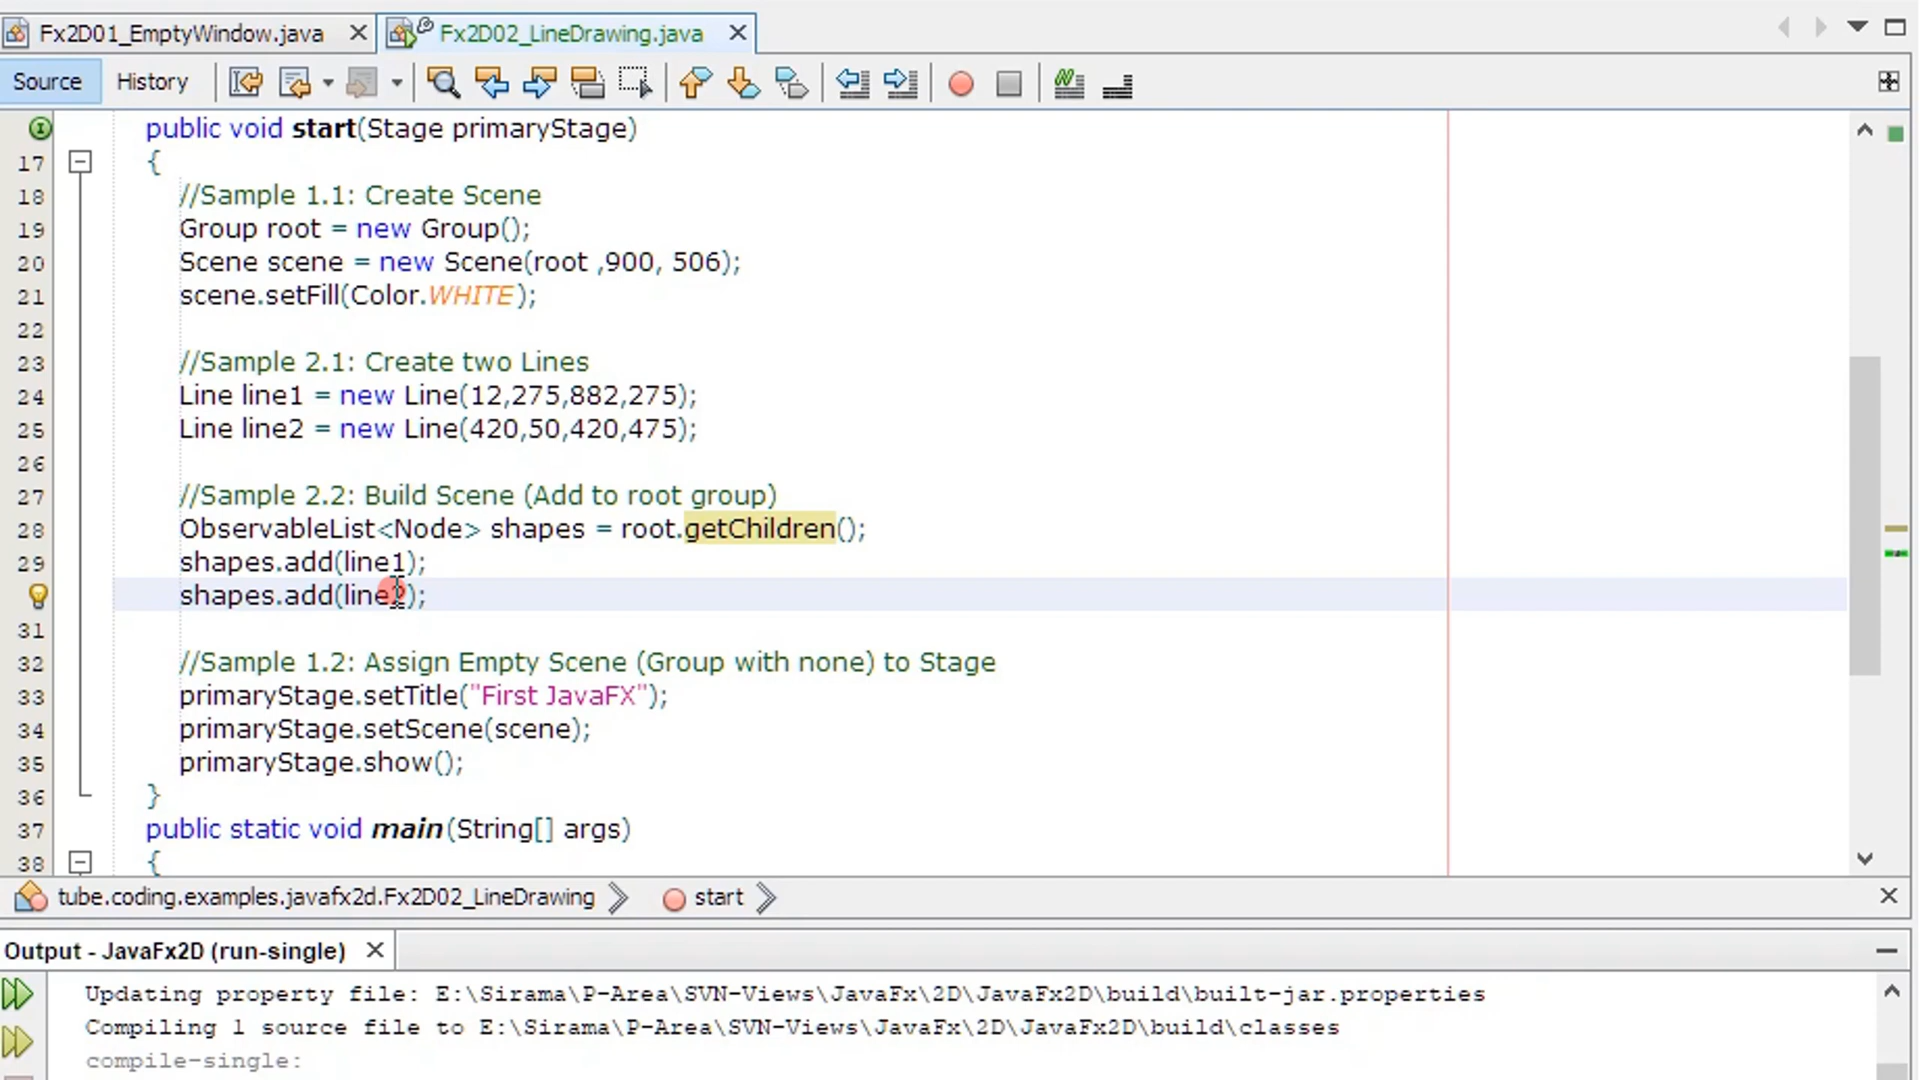 Fx2D01_EmptyWindow.java
Fx2D02_LineDrawing.java
Source
History
public void start(Stage primaryStage)
17 {
18 //Sample 1.1: Create Scene
19 Group root = new Group();
20 Scene scene = new Scene(root ,900, 506);
21 scene.setFill(Color.WHITE);
22
23 //Sample 2.1: Create two Lines
24 Line line1 = new Line(12,275,882,275);
25 Line line2 = new Line(420,50,420,475);
26
27 //Sample 2.2: Build Scene (Add to root group)
28 ObservableList<Node> shapes = root.getChildren();
29 shapes.add(line1);
shapes.add(line2);
31
32 //Sample 1.2: Assign Empty Scene (Group with none) to Stage
33 primaryStage.setTitle("First JavaFX");
34 primaryStage.setScene(scene);
35 primaryStage.show();
36 }
37 public static void main(String[] args)
38 {
tube.coding.examples.javafx2d.Fx2D02_LineDrawing
start
Output - JavaFx2D (run-single)
Updating property file: E:\Sirama\P-Area\SVN-Views\JavaFx\2D\JavaFx2D\build\built-jar.properties
Compiling 1 source file to E:\Sirama\P-Area\SVN-Views\JavaFx\2D\JavaFx2D\build\classes
compile-single: